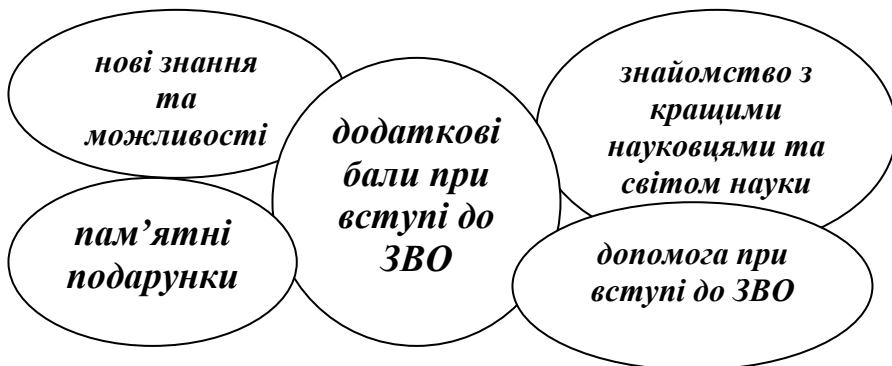 нові знання
та
можливості
пам’ятні
подарунки
додаткові
бали при
вступі до
ЗВО
знайомство з
кращими
науковцями та
світом науки
допомога при
вступі до ЗВО